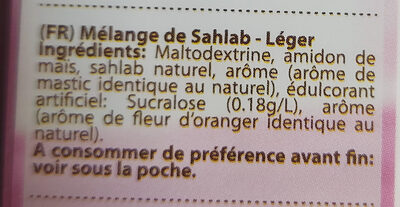 (FR) Mélange de Sahlab - Léger
Ingrédients: Maltodextrine, amidon de
maïs, sahlab naturel, arôme (arôme de
mastic identique au naturel), édulcorant
artificiel: Sucralose (0.18g/L), arôme
(arôme de fleur d'oranger identique au
naturel).
A consommer de préférence avant fin:
voir sous la poche.